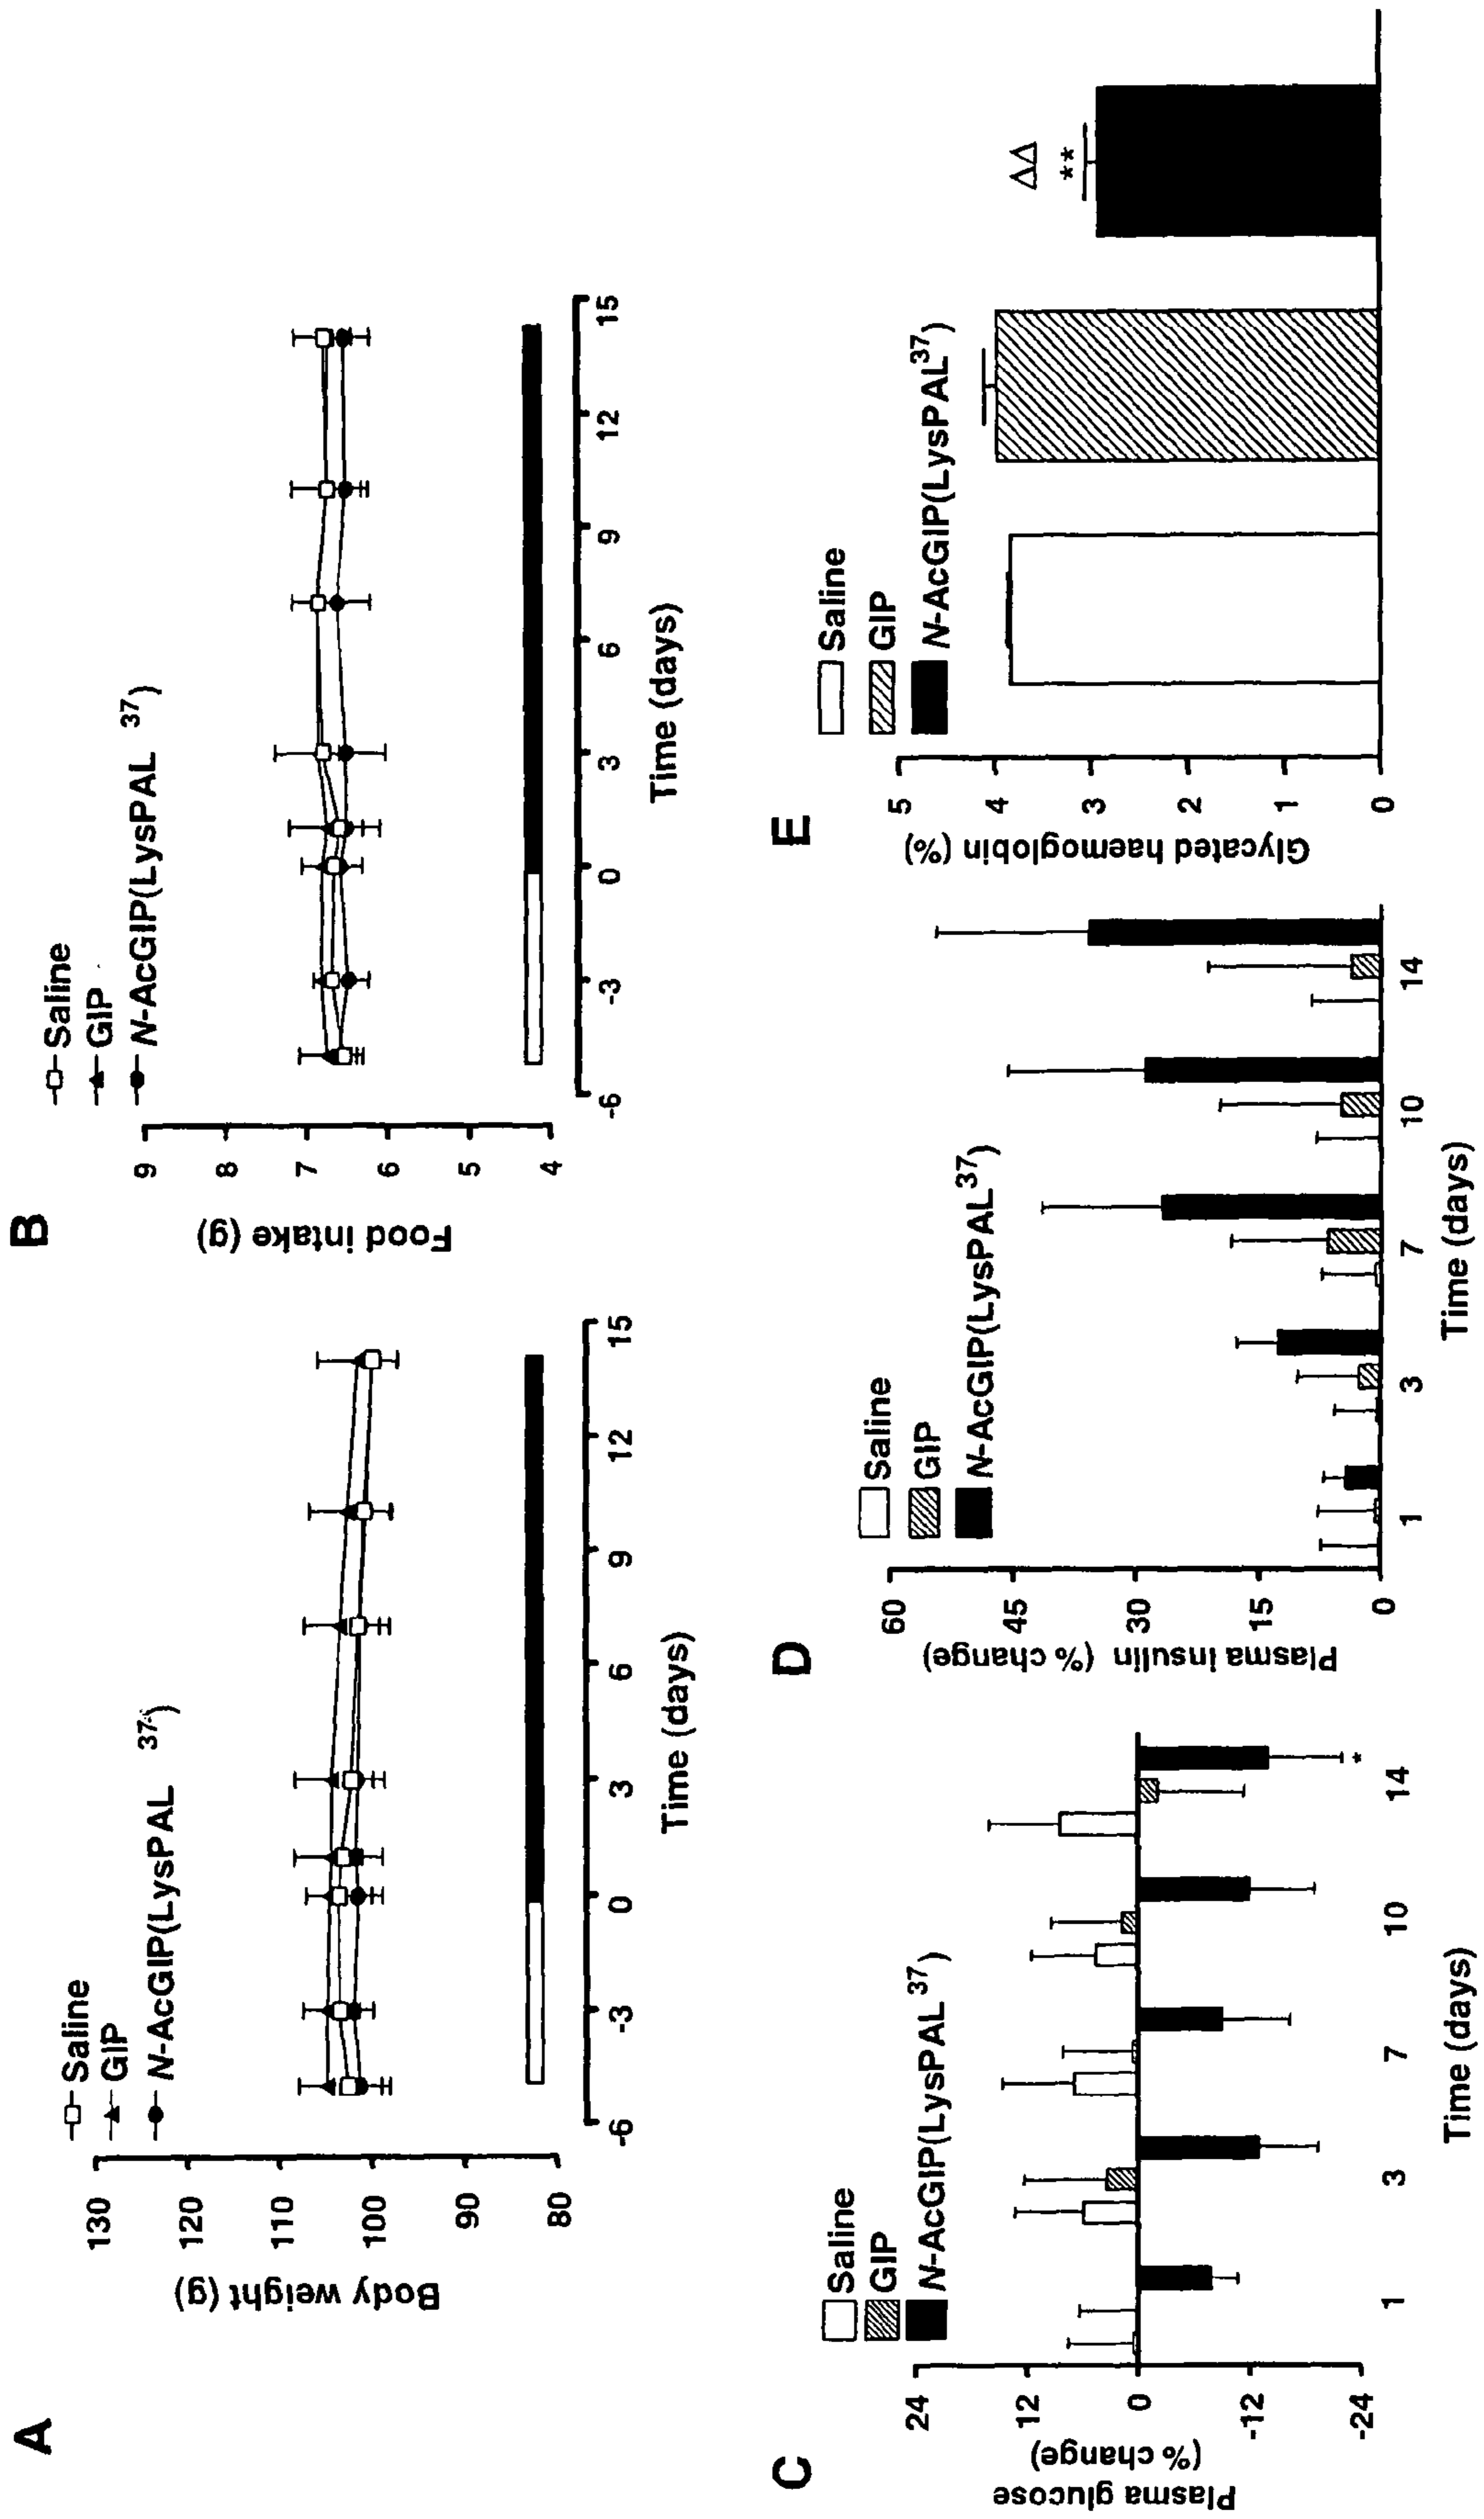 A
Saline
GIP
N-AcGIP(LysPAL 37)
130
120
110
100
90
80
Body weight (g)
-6
-3
0
3
6
9
12
15
Time (days)
B
Saline
GIP
N-AcGIP(LysPAL 37)
9
8
7
6
5
4
Food intake (g)
-6
-3
0
3
6
9
12
15
Time (days)
C
Saline
GIP
N-AcGIP(LysPAL37)
24
12
0
-12
-24
Plasma glucose
(% change)
*
1
3
7
10
14
Time (days)
D
Saline
GIP
N-AcGIP(LysPAL37)
60
45
30
15
0
Plasma insulin (% change)
1
3
7
10
14
Time (days)
E
Saline
GIP
N-AcGIP(LysPAL37)
5
4
3
2
1
0
Glycated haemoglobin (%)
ΔΔ
**